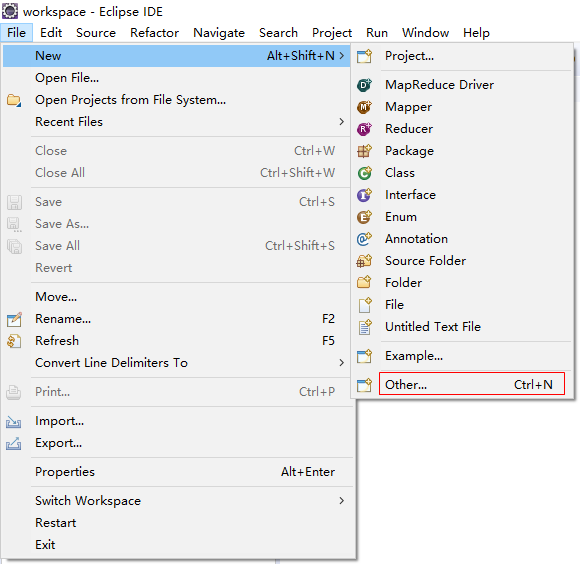 workspace - Eclipse IDE
File Edit Source Refactor Navigate Search Project Run Window Help
New Alt+Shift+N
Open File...
Open Projects from File System...
Recent Files
Close Ctrl+W
Close All Ctrl+Shift+W
Save Ctrl+S
Save As...
Save All Ctrl+Shift+S
Revert
Move...
Rename... F2
Refresh F5
Convert Line Delimiters To
Print... Ctrl+P
Import...
Export...
Properties Alt+Enter
Switch Workspace
Restart
Exit
Project...
MapReduce Driver
Mapper
Reducer
Package
Class
Interface
Enum
Annotation
Source Folder
Folder
File
Untitled Text File
Example...
Other... Ctrl+N